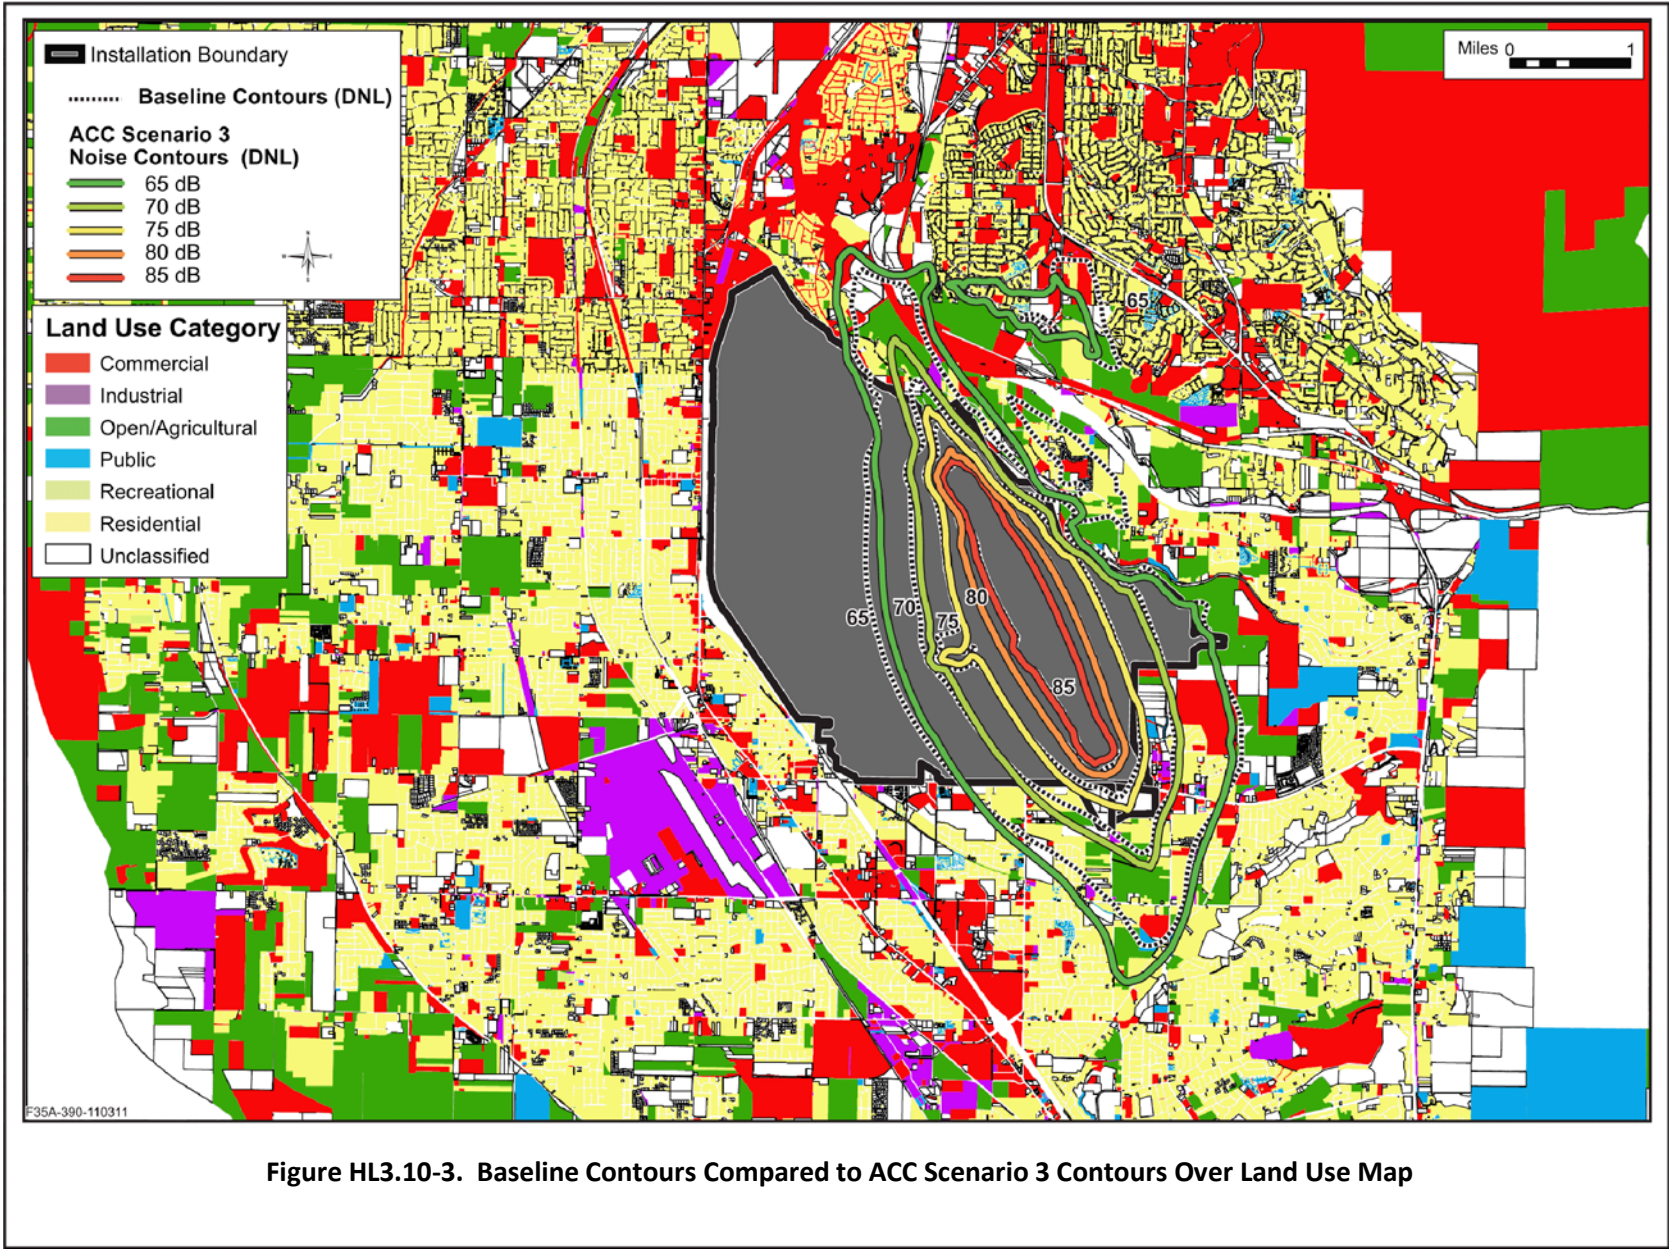 Installation Boundary
Baseline Contours (DNL)
ACC Scenario 3
Noise Contours (DNL)
65 dB
70 dB
75 dB
80 dB
85 dB
N
W E
S
Land Use Category
Commercial
Industrial
Open/Agricultural
Public
Recreational
Residential
Unclassified
Miles 0 1
65
65
70
75
80
85
F35A-390-110311
Figure HL3.10-3. Baseline Contours Compared to ACC Scenario 3 Contours Over Land Use Map